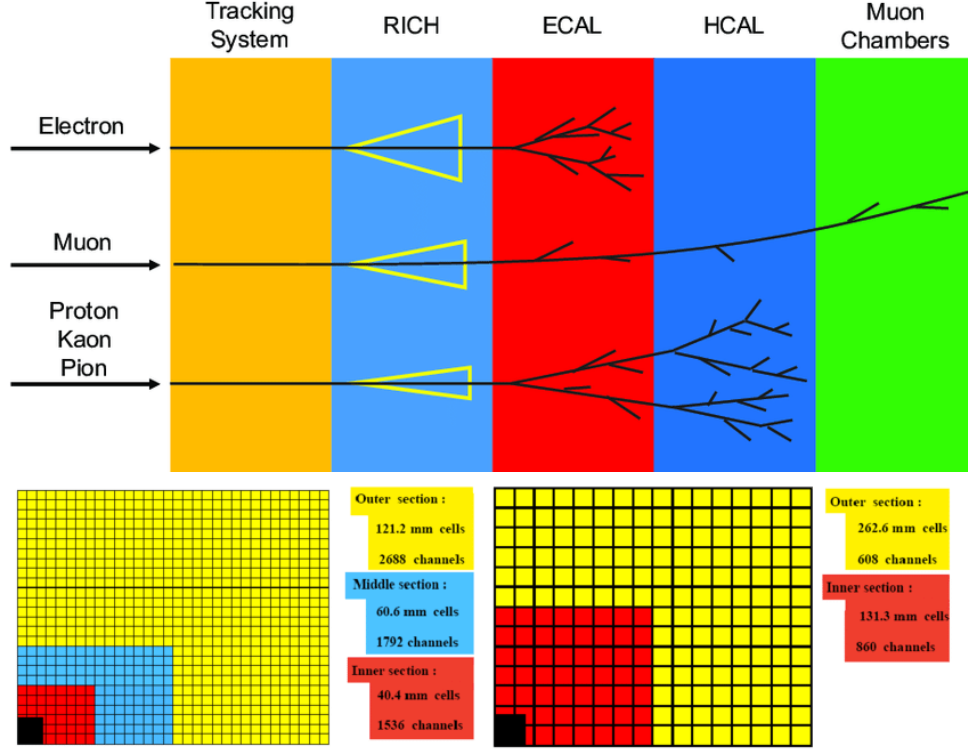 Tracking
System
RICH
ECAL
HCAL
Muon
Chambers
Electron
Muon
Proton
Kaon
Pion
Outer section :
121.2 mm cells
2688 channels
Middle section :
60.6 mm cells
1792 channels
Inner section :
40.4 mm cells
1536 channels
Outer section :
262.6 mm cells
608 channels
Inner section :
131.3 mm cells
860 channels